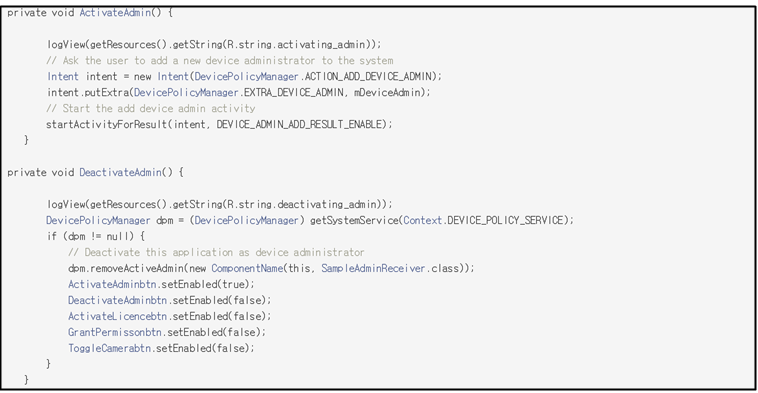 private void ActivateAdmin() {
logView(getResources().getString(R.string.activating_admin));
// Ask the user to add a new device administrator to the system
Intent intent = new Intent(DevicePolicyManager.ACTION_ADD_DEVICE_ADMIN);
intent.putExtra(DevicePolicyManager.EXTRA_DEVICE_ADMIN, mDeviceAdmin);
// Start the add device admin activity
startActivityForResult(intent, DEVICE_ADMIN_ADD_RESULT_ENABLE);
}
private void DeactivateAdmin() {
logView(getResources().getString(R.string.deactivating_admin));
DevicePolicyManager dpm = (DevicePolicyManager) getSystemService(Context.DEVICE_POLICY_SERVICE);
if (dpm != null) {
// Deactivate this application as device administrator
dpm.removeActiveAdmin(new ComponentName(this, SampleAdminReceiver.class));
ActivateAdminbtn.setEnabled(true);
DeactivateAdminbtn.setEnabled(false);
ActivateLicencebtn.setEnabled(false);
GrantPermissonbtn.setEnabled(false);
ToggleCamerabtn.setEnabled(false);
}
}